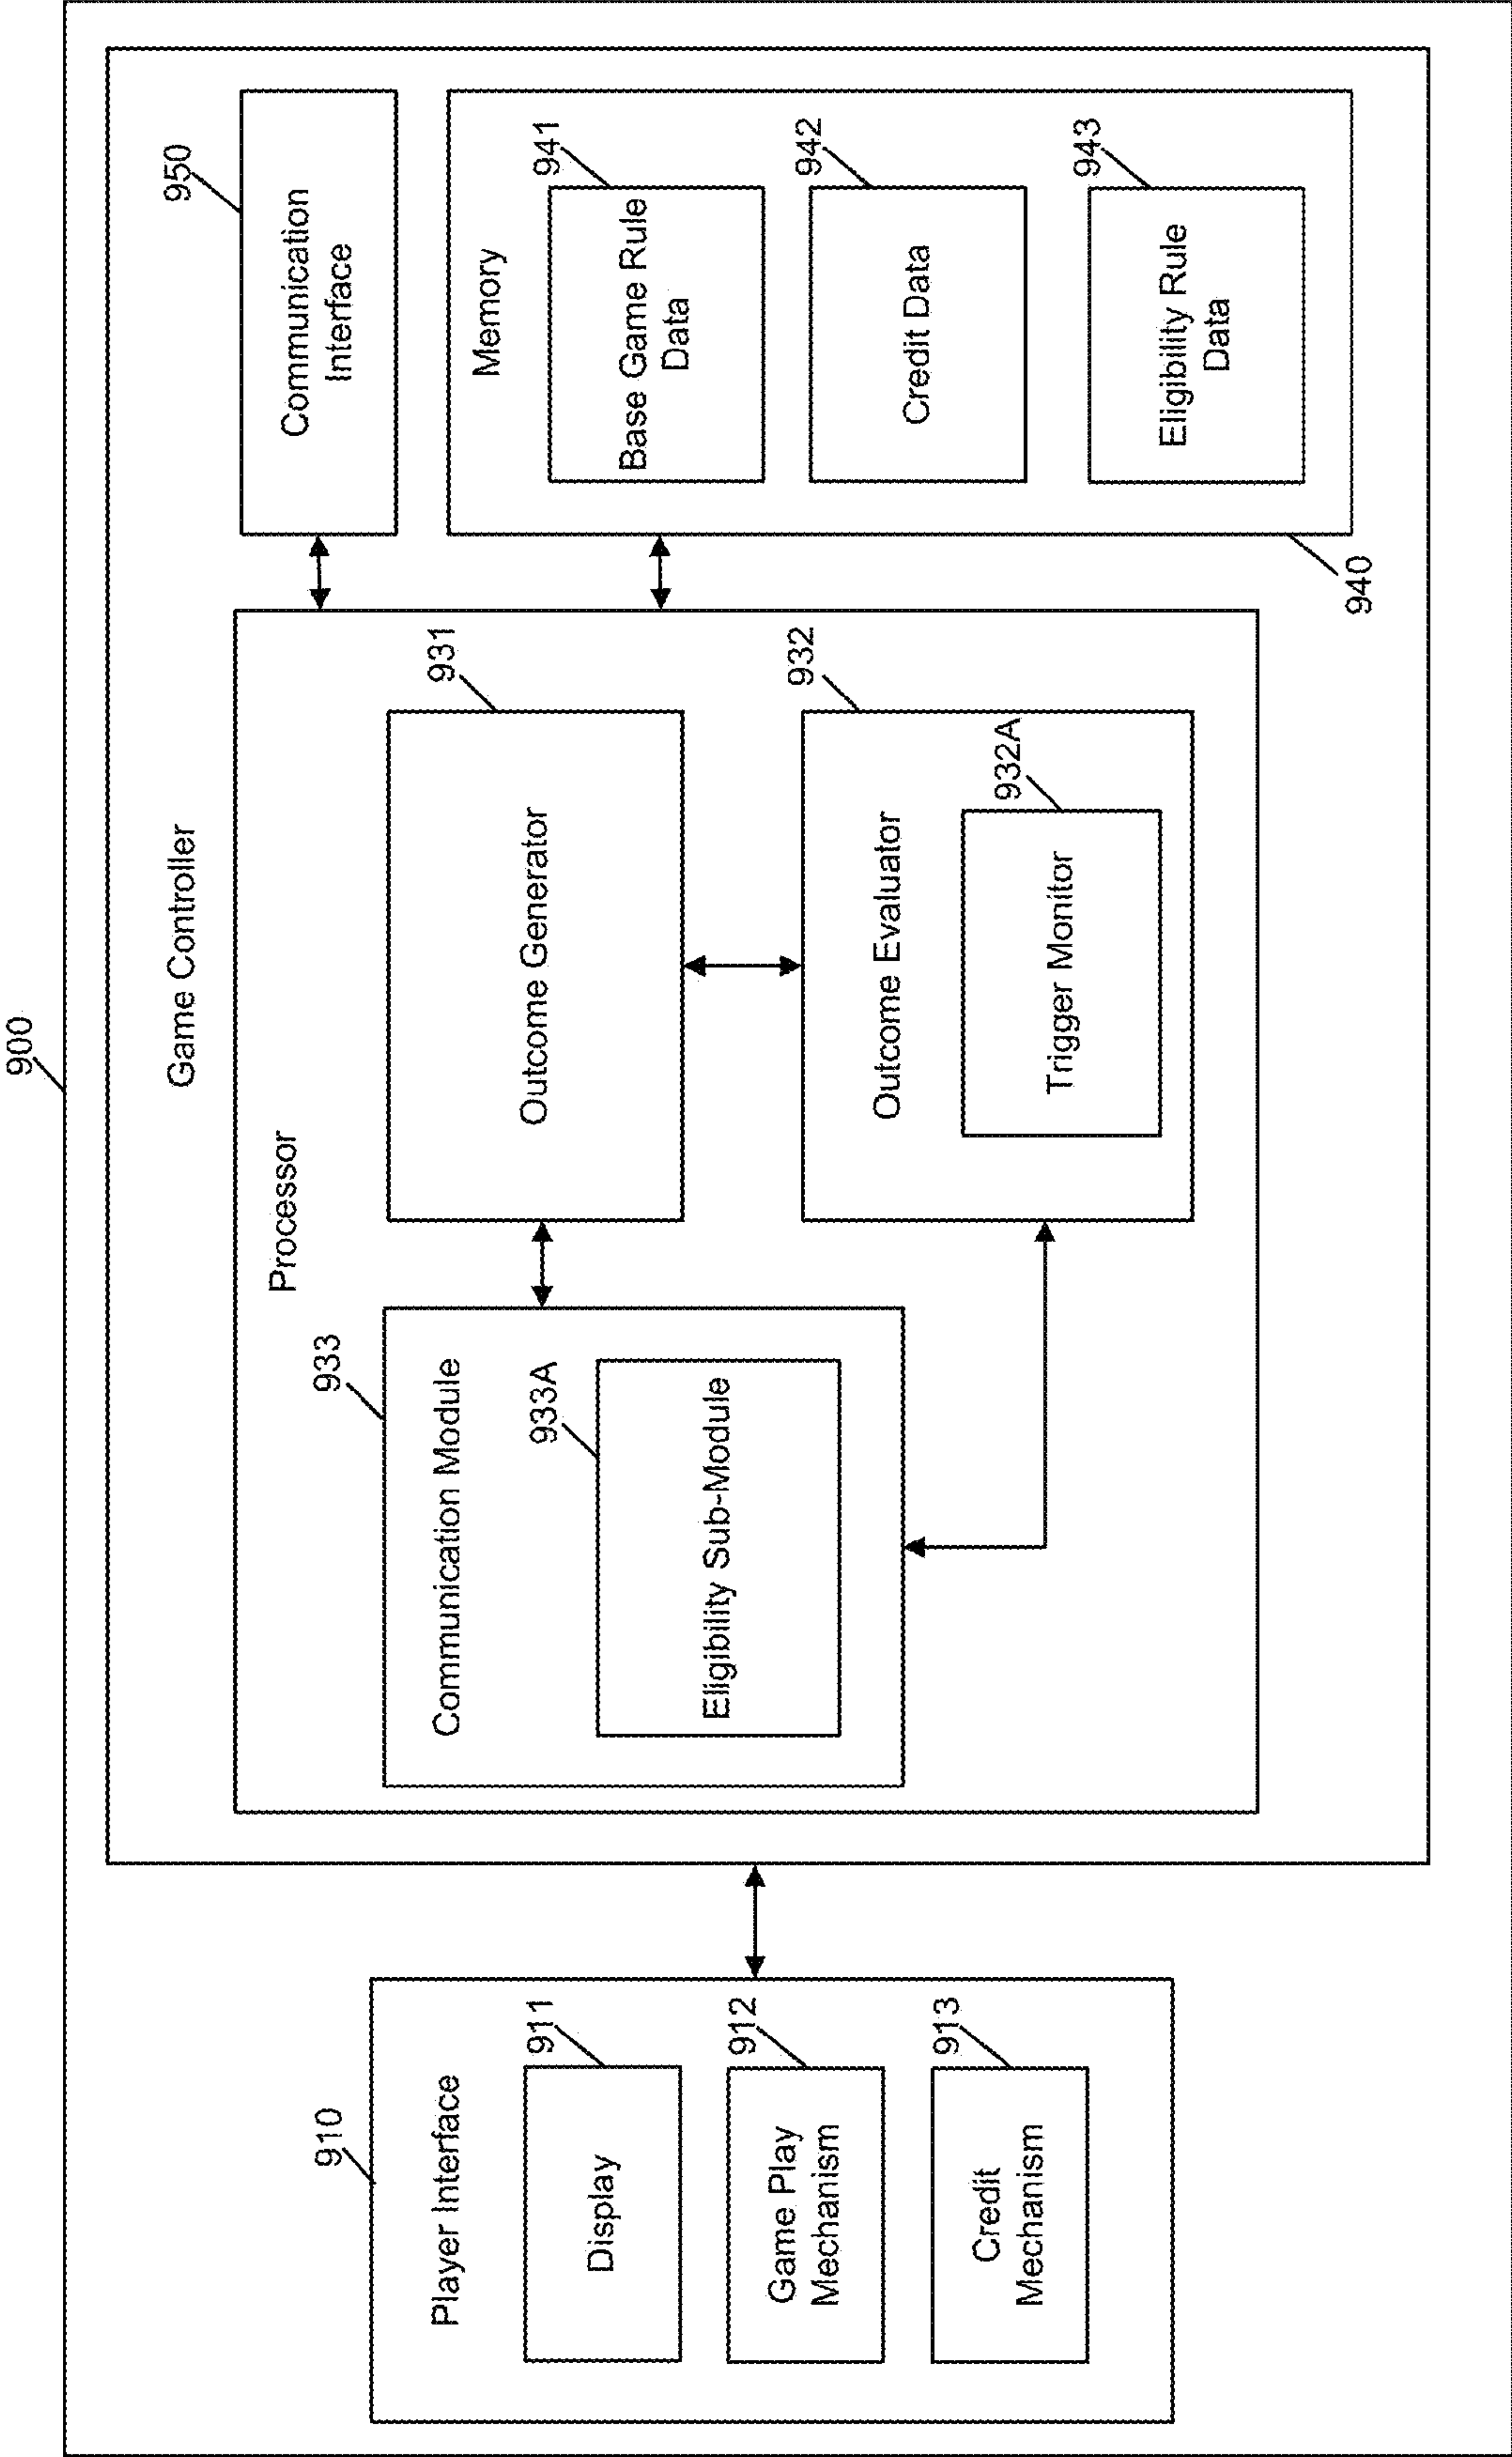 900
Game Controller
910
Player Interface
911
Display
912
Game Play
Mechanism
913
Credit
Mechanism
Processor
933
Communication Module
933A
Eligibility Sub-Module
931
Outcome Generator
932
Outcome Evaluator
932A
Trigger Monitor
950
Communication
Interface
Memory
941
Base Game Rule
Data
942
Credit Data
943
Eligibility Rule
Data
940